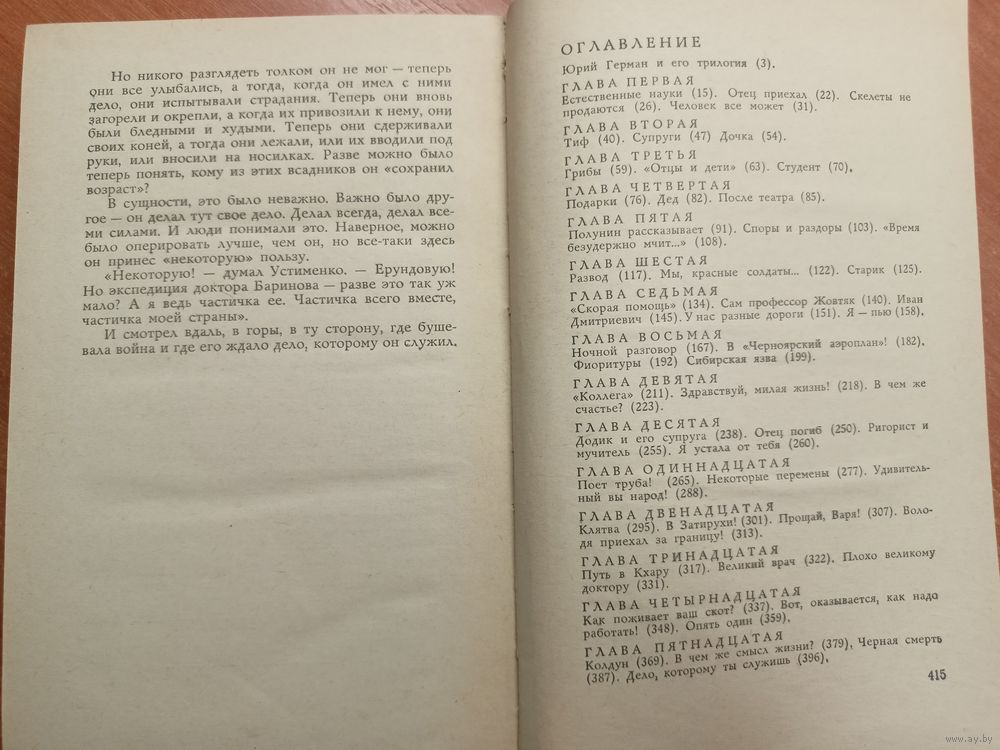 Но никого разглядеть толком он не мог — теперь
они все улыбались, а тогда, когда он имел с ними
дело, они испытывали страдания. Теперь они вновь
загорели и окрепли, а когда их привозили к нему, они
были бледными и худыми. Теперь они сдерживали
своих коней, а тогда они лежали, или их вводили под
руки, или вносили на носилках. Разве можно было
теперь понять, кому из этих всадников он «сохранил
возраст»?
В сущности, это было неважно. Важно было дру-
гое — он делал тут свое дело. Делал всегда, делал все-
ми силами. И люди понимали это. Наверное, можно
было оперировать лучше, чем он, но все-таки здесь
он принес «некоторую» пользу.
«Некоторую! — думал Устименко. — Ерундовую!
Но экспедиция доктора Баринова — разве это так уж
мало? А я ведь частичка ее. Частичка всего вместе,
частичка моей страны».
И смотрел вдаль, в горы, в ту сторону, где буше-
вала война и где его ждало дело, которому он служил.
ОГЛАВЛЕНИЕ
Юрий Герман и его трилогия (3).
ГЛАВА ПЕРВАЯ
Естественные науки (15). Отец приехал (22). Скелеты не
продаются (26). Человек все может (31).
ГЛАВА ВТОРАЯ
Тиф (40). Супруги (47) Дочка (54).
ГЛАВА ТРЕТЬЯ
Грибы (59). «Отцы и дети» (63). Студент (70).
ГЛАВА ЧЕТВЕРТАЯ
Подарки (76). Дед (82). После театра (85).
ГЛАВА ПЯТАЯ
Полунин рассказывает (91). Споры и раздоры (103). «Время
безудержно мчит...» (108).
ГЛАВА ШЕСТАЯ
Развод (117). Мы, красные солдаты... (122). Старик (125).
ГЛАВА СЕДЬМАЯ
«Скорая помощь» (134). Сам профессор Жовтяк (140). Иван
Дмитриевич (145). У нас разные дороги (151). Я — пью (158).
ГЛАВА ВОСЬМАЯ
Ночной разговор (167). В «Черноярский аэроплан»! (182).
Фиоритуры (192) Сибирская язва (199).
ГЛАВА ДЕВЯТАЯ
«Коллега» (211). Здравствуй, милая жизнь! (218). В чем же
счастье? (223).
ГЛАВА ДЕСЯТАЯ
Додик и его супруга (238). Отец погиб (250). Ригорист и
мучитель (255). Я устала от тебя (260).
ГЛАВА ОДИННАДЦАТАЯ
Поет труба! (265). Некоторые перемены (277). Удивитель-
ный вы народ! (288).
ГЛАВА ДВЕНАДЦАТАЯ
Клятва (295). В Затирухи! (301). Прощай, Варя! (307). Воло-
дя приехал за границу! (313).
ГЛАВА ТРИНАДЦАТАЯ
Путь в Кхару (317). Великий врач (322). Плохо великому
доктору (331).
ГЛАВА ЧЕТЫРНАДЦАТАЯ
Как поживает ваш скот? (337). Вот, оказывается, как надо
работать! (348). Опять один (359).
ГЛАВА ПЯТНАДЦАТАЯ
Колдун (369). В чем же смысл жизни? (379), Черная смерть
(387). Дело, которому ты служишь (396).
415
www.ay.by